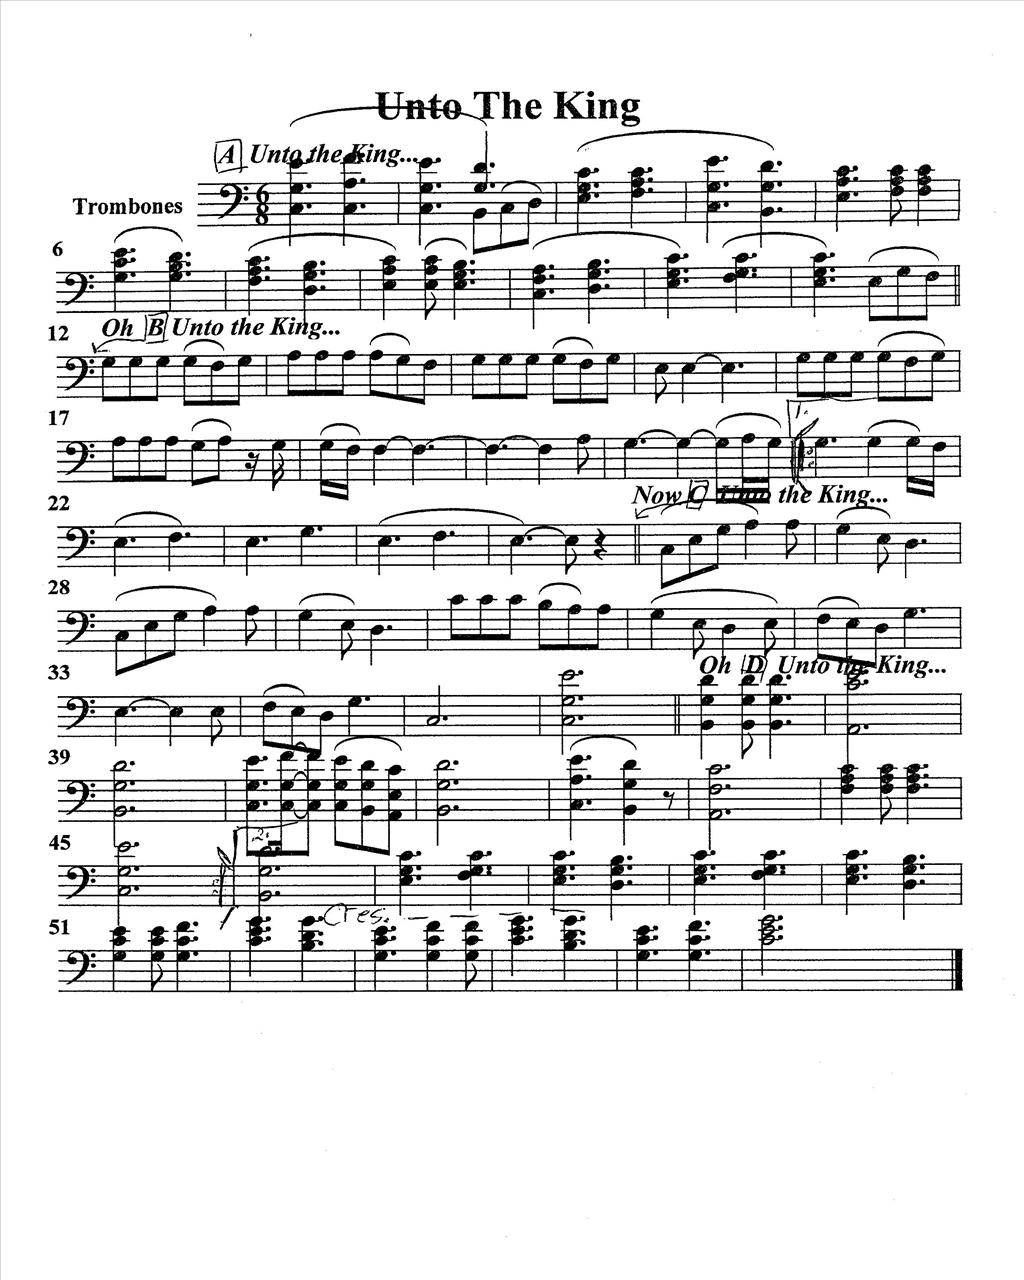 Unto The King
A Unto the King...
Trombones
6
8
6
12
Oh B Unto the King...
17
1.
22
Now C Unto the King...
28
33
Oh D Unto the King...
39
45
2.
Cres.
51